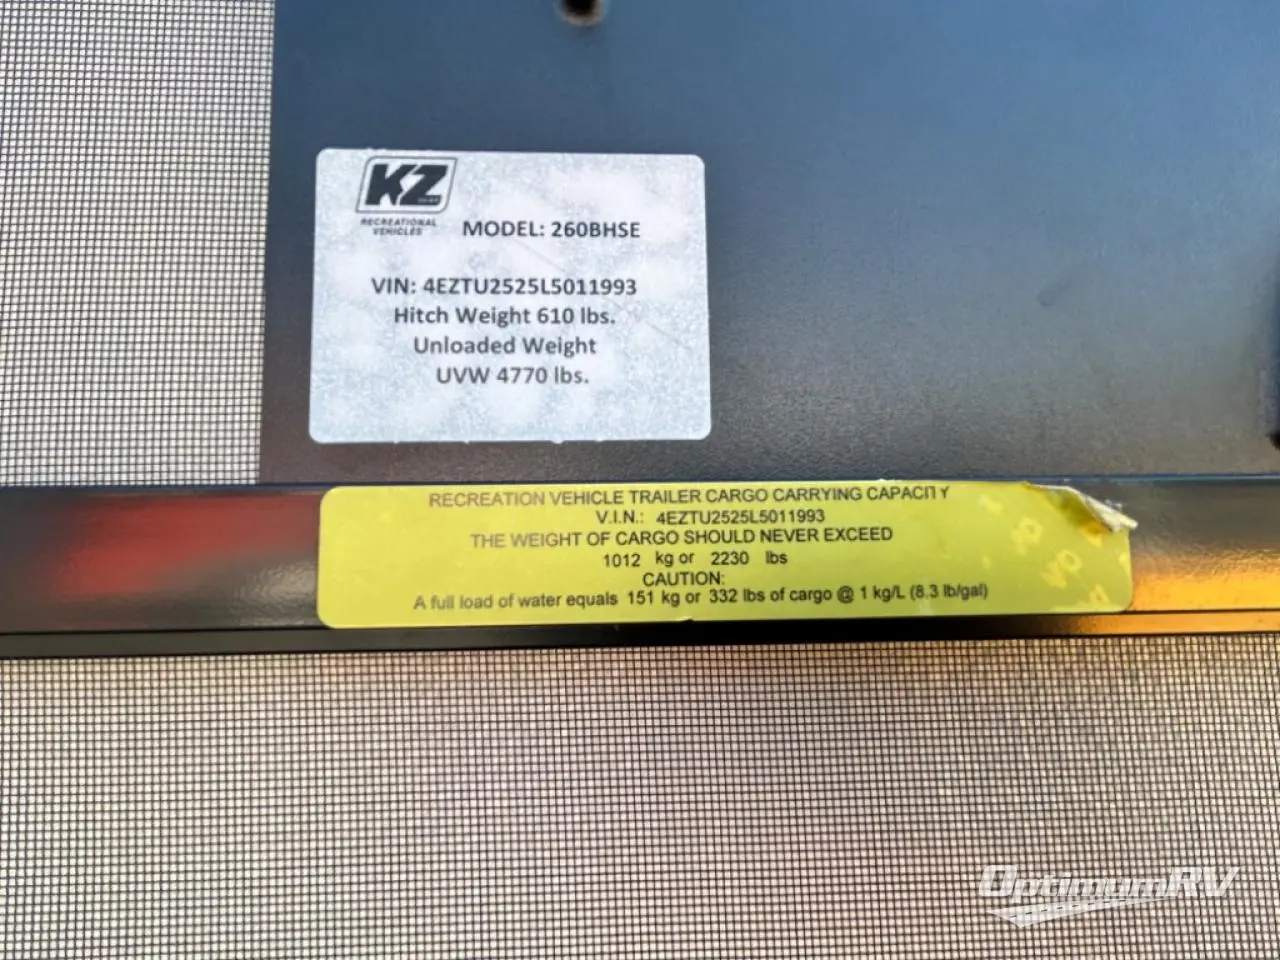 KZ
RECREATIONAL
VEHICLES
MODEL: 260BHSE
VIN: 4EZTU2525L5011993
Hitch Weight 610 lbs.
Unloaded Weight
UVW 4770 lbs.
RECREATION VEHICLE TRAILER CARGO CARRYING CAPACITY
V.I.N.: 4EZTU2525L5011993
THE WEIGHT OF CARGO SHOULD NEVER EXCEED
1012 kg or 2230 lbs
CAUTION:
A full load of water equals 151 kg or 332 lbs of cargo @ 1 kg/L (8.3 lb/gal)
OptimumRV